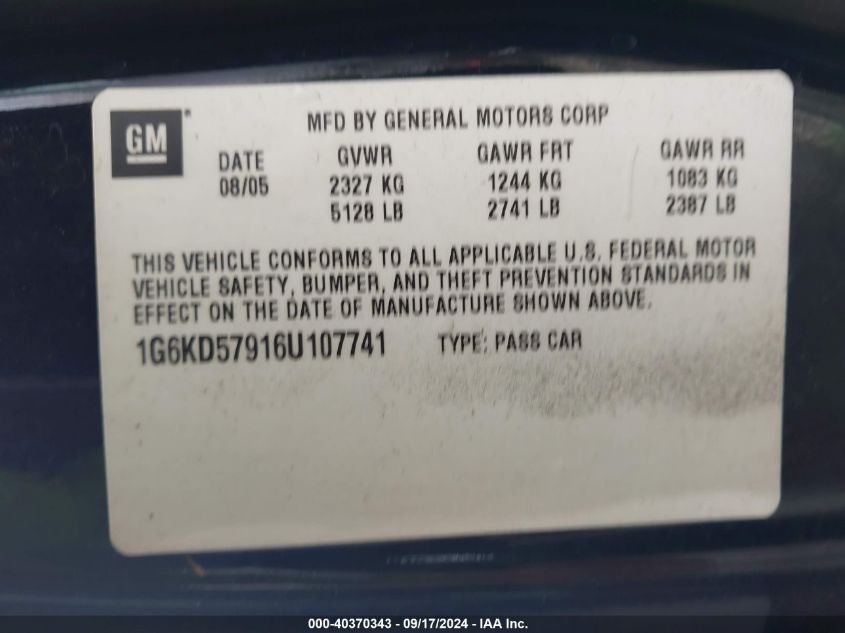 GM
MFD BY GENERAL MOTORS CORP
DATE GVWR GAWR FRT GAWR RR
08/05 2327 KG 1244 KG 1083 KG
5128 LB 2741 LB 2387 LB
THIS VEHICLE CONFORMS TO ALL APPLICABLE U.S. FEDERAL MOTOR
VEHICLE SAFETY, BUMPER, AND THEFT PREVENTION STANDARDS IN
EFFECT ON THE DATE OF MANUFACTURE SHOWN ABOVE.
1G6KD57916U107741 TYPE: PASS CAR
000-40370343 - 09/17/2024 - IAA Inc.